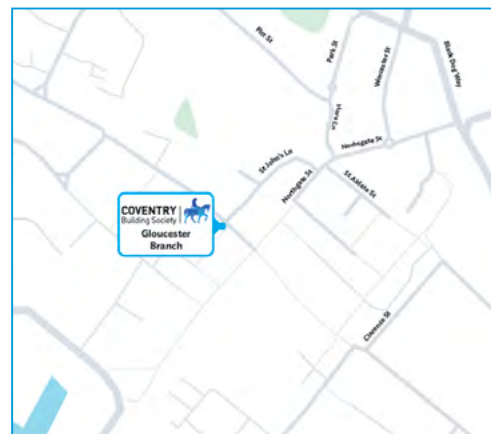 Pitt St
Park St
Worcester St
Black Dog Way
Hare La
Northgate St
St John's La
Northgate St
St Aldate St
COVENTRY
Building Society
Gloucester
Branch
Clarence St